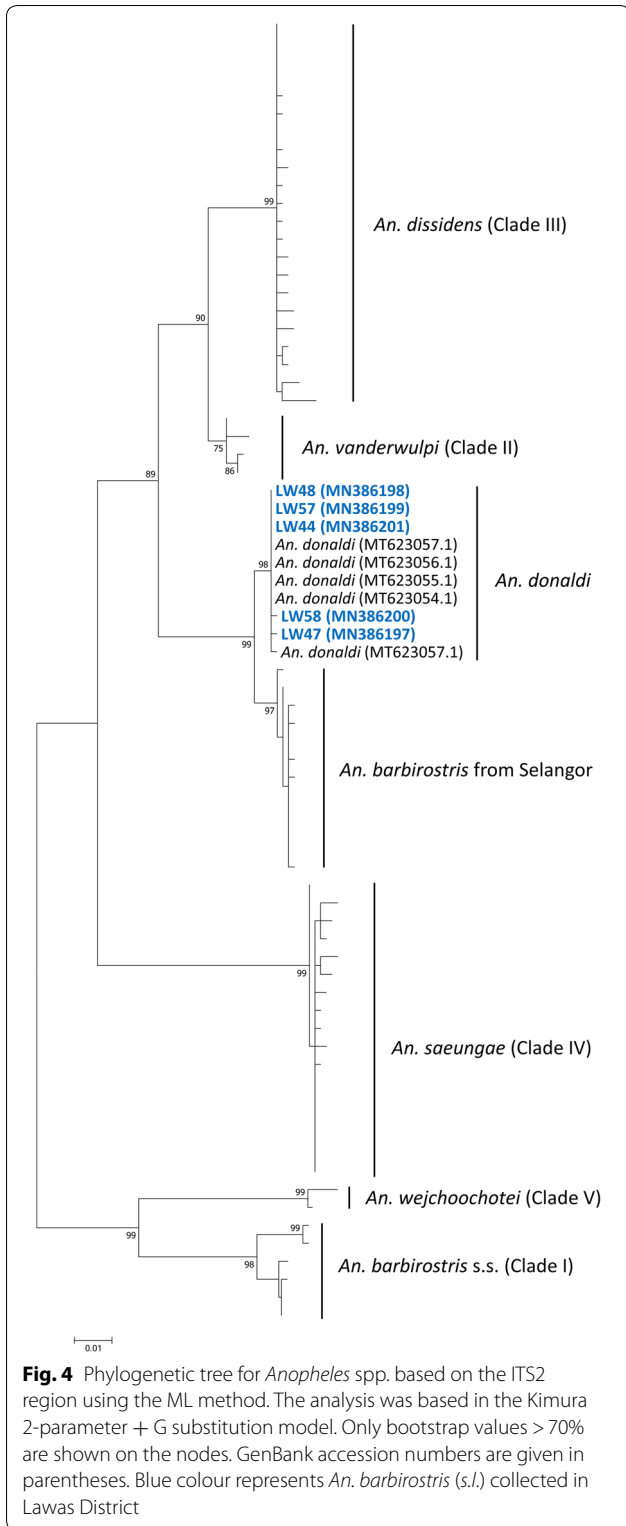 99
An. dissidens (Clade III)
90
75
An. vanderwulpi (Clade II)
86
89
LW48 (MN386198)
LW57 (MN386199)
LW44 (MN386201)
An. donaldi (MT623057.1)
98
An. donaldi (MT623056.1)
An. donaldi (MT623055.1)
An. donaldi
An. donaldi (MT623054.1)
LW58 (MN386200)
LW47 (MN386197)
99
An. donaldi (MT623057.1)
97
An. barbirostris from Selangor
99
An. saeungae (Clade IV)
99
An. wejchoochotei (Clade V)
99
99
98
An. barbirostris s.s. (Clade I)
0.01
Fig. 4 Phylogenetic tree for Anopheles spp. based on the ITS2
region using the ML method. The analysis was based in the Kimura
2-parameter + G substitution model. Only bootstrap values > 70%
are shown on the nodes. GenBank accession numbers are given in
parentheses. Blue colour represents An. barbirostris (s.l.) collected in
Lawas District